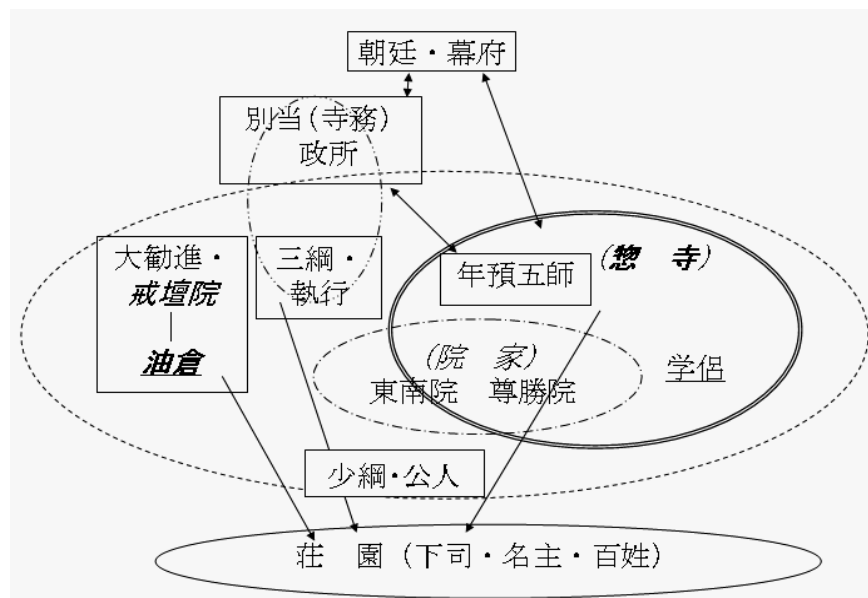 朝廷・幕府
別当(寺務)
政所
大勧進・
戒壇院
油倉
三綱・
執行
年預五師
(惣　寺)
(院　家)
東南院　尊勝院
学侶
少綱・公人
荘　園(下司・名主・百姓)